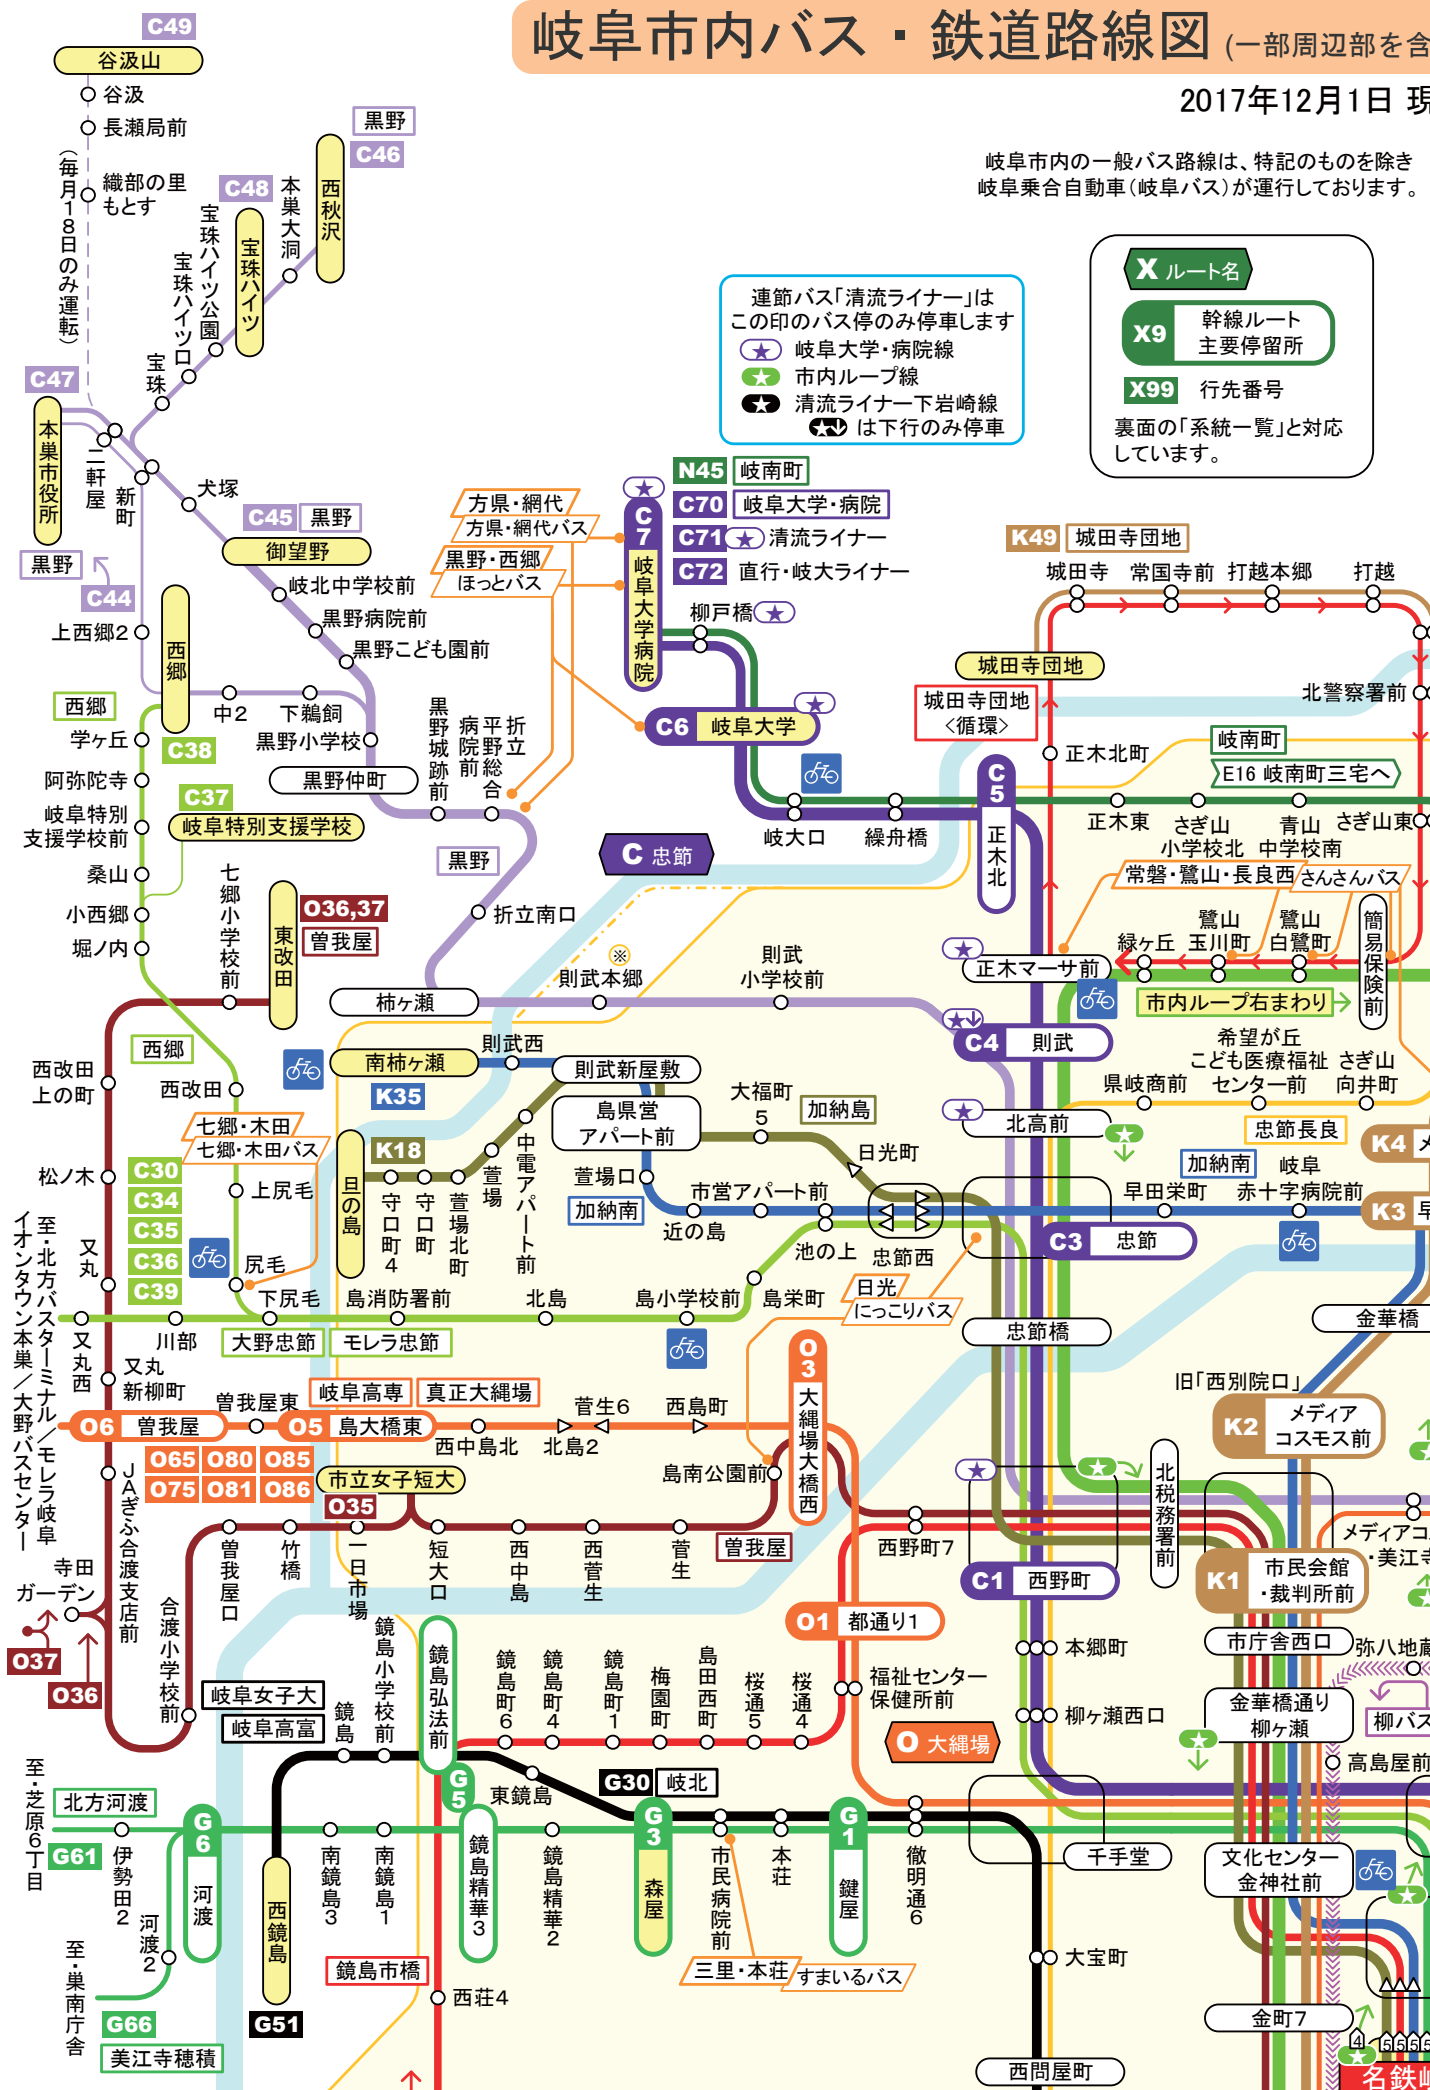 岐阜市内バス・鉄道路線図 (一部周辺部を含
2017年12月1日 現
岐阜市内の一般バス路線は、特記のものを除き
岐阜乗合自動車(岐阜バス)が運行しております。
X ルート名
X9 幹線ルート
主要停留所
X99 行先番号
裏面の「系統一覧」と対応
しています。
連節バス「清流ライナー」は
この印のバス停のみ停車します
岐阜大学・病院線
市内ループ線
清流ライナー下岩崎線
は下行のみ停車
C49
谷汲山
谷汲
長瀬局前
織部の里
もとす
(毎月18日のみ運転)
黒野
C46
西秋沢
C48
本巣大洞
宝珠ハイツ
宝珠ハイツ公園
宝珠ハイツ口
宝珠
C47
本巣市役所
二軒屋
新町
犬塚
C45 黒野
御望野
黒野
C44
上西郷2
岐北中学校前
黒野病院前
黒野こども園前
西郷
西郷
C38
中2
下鵜飼
黒野小学校
黒野仲町
学ヶ丘
阿弥陀寺
岐阜特別
支援学校前
C37
岐阜特別支援学校
桑山
小西郷
堀ノ内
黒野城跡前
平野総合
病院前
折立
黒野
折立南口
方県・網代
方県・網代バス
黒野・西郷
ほっとバス
N45 岐南町
C70 岐阜大学・病院
C71 清流ライナー
C72 直行・岐大ライナー
C7
岐阜大学病院
柳戸橋
C6 岐阜大学
岐大口
繰舟橋
C 忠節
C5
正木北
K49 城田寺団地
城田寺
常国寺前
打越本郷
打越
城田寺団地
城田寺団地
<循環>
北警察署前
正木北町
岐南町
E16 岐南町三宅へ
正木東
さぎ山
小学校北
青山
中学校南
さぎ山東
常磐・鷺山・長良西
さんさんバス
緑ヶ丘
鷺山
玉川町
鷺山
白鷺町
簡易保険前
正木マーサ前
市内ループ右まわり
七郷小学校前
東改田
O36,37
曽我屋
柿ヶ瀬
※
則武本郷
則武
小学校前
C4 則武
希望が丘
こども医療福祉
センター前
さぎ山
向井町
県岐商前
西改田
上の町
西郷
西改田
南柿ヶ瀬
K35
則武西
則武新屋敷
島県営
アパート前
大福町
5
加納島
北高前
忠節長良
K4 メ
七郷・木田
七郷・木田バス
K18
旦の島
守口町4
守口町
萱場北町
萱場
中電アパート前
萱場口
加納南
近の島
市営アパート前
日光町
池の上
忠節西
早田栄町
加納南
岐阜
赤十字病院前
K3 早
C3 忠節
松ノ木
C30
C34
C35
C36
C39
上尻毛
尻毛
下尻毛
又丸
又丸西
川部
大野忠節
モレラ忠節
島消防署前
北島
島小学校前
島栄町
日光
にっこりバス
金華橋
忠節橋
至・北方バスターミナル/モレラ岐阜
イオンタウン本巣/大野バスセンター
又丸
新柳町
曽我屋東
岐阜高専
真正大縄場
O6 曽我屋
O5 島大橋東
西中島北
北島2
菅生6
西島町
O3
大縄場大橋西
旧「西別院口」
K2 メディア
コスモス前
O65 O80 O85
O75 O81 O86
市立女子短大
O35
島南公園前
JAぎふ合渡支店前
曽我屋口
竹橋
一日市場
短大口
西中島
西菅生
菅生
曽我屋
西野町7
C1 西野町
北税務署前
K1 市民会館
・裁判所前
メディアコ
・美江寺
寺田
ガーデン
O37
O36
合渡小学校前
岐阜女子大
岐阜高富
鏡島
鏡島小学校前
鏡島弘法前
鏡島町6
鏡島町4
鏡島町1
梅園町
島田西町
桜通5
桜通4
O1 都通り1
福祉センター
保健所前
O 大縄場
本郷町
柳ヶ瀬西口
市庁舎西口
弥八地蔵
金華橋通り
柳ヶ瀬
柳バス
高島屋前
至・芝原6丁目
北方河渡
G61
伊勢田2
G6
河渡
河渡2
至・巣南庁舎
G66
美江寺穂積
西鏡島
G51
南鏡島3
南鏡島1
G5
鏡島精華3
東鏡島
鏡島精華2
G30 岐北
G3
森屋
市民病院前
本荘
G1
鍵屋
徹明通6
千手堂
文化センター
金神社前
鏡島市橋
西荘4
三里・本荘
すまいるバス
大宝町
西問屋町
金町7
4
5 5 5 5
名鉄岐